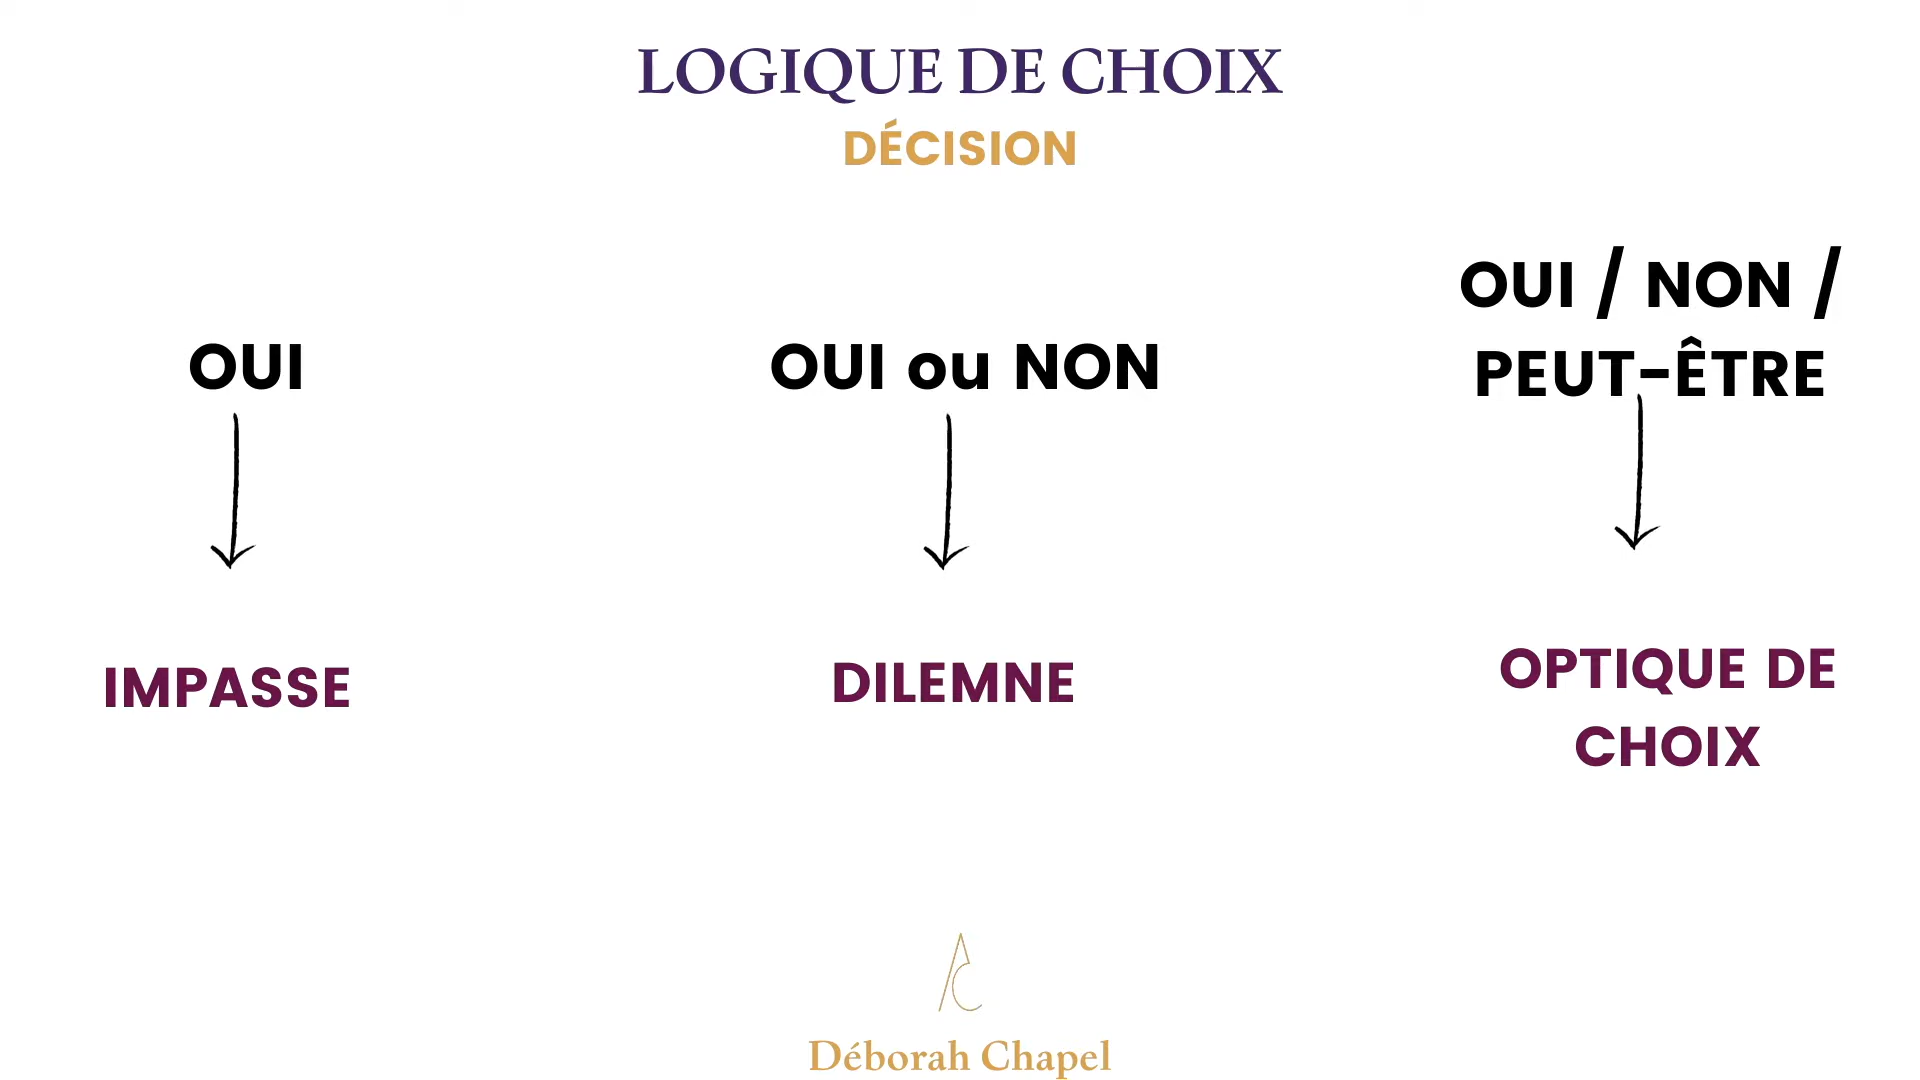 LOGIQUE DE CHOIX
DÉCISION
OUI
OUI ou NON
OUI / NON /
PEUT-ÊTRE
IMPASSE
DILEMNE
OPTIQUE DE
CHOIX
Déborah Chapel